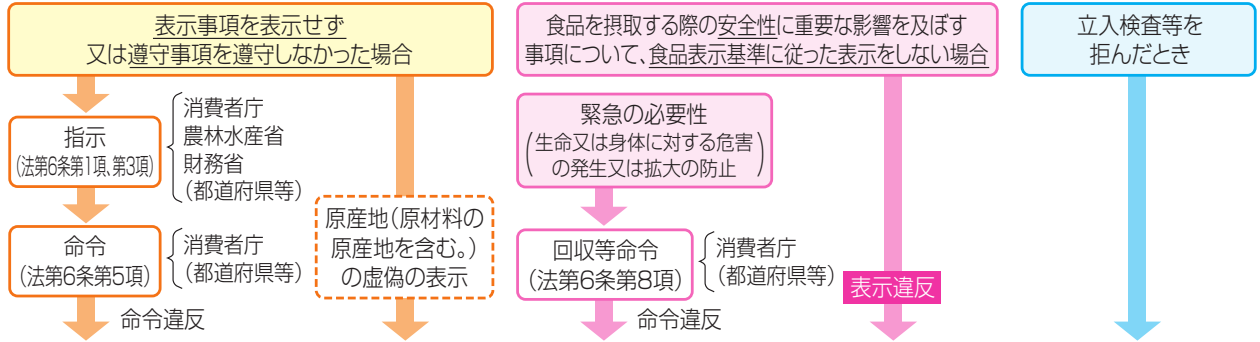 表示事項を表示せず
又は遵守事項を遵守しなかった場合
指示
(法第6条第1項、第3項)
消費者庁
農林水産省
財務省
(都道府県等)
命令
(法第6条第5項)
消費者庁
(都道府県等)
命令違反
原産地(原材料の
原産地を含む。)
の虚偽の表示
食品を摂取する際の安全性に重要な影響を及ぼす
事項について、食品表示基準に従った表示をしない場合
緊急の必要性
(生命又は身体に対する危害
の発生又は拡大の防止)
回収等命令
(法第6条第8項)
消費者庁
(都道府県等)
命令違反
表示違反
立入検査等を
拒んだとき